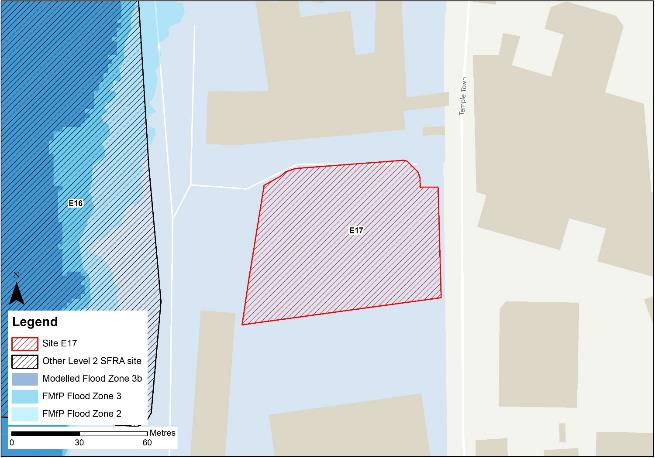 Temple Town
E16
E17
N
Legend
Site E17
Other Level 2 SFRA site
Modelled Flood Zone 3b
FMfP Flood Zone 3
FMfP Flood Zone 2
Metres
0 30 60